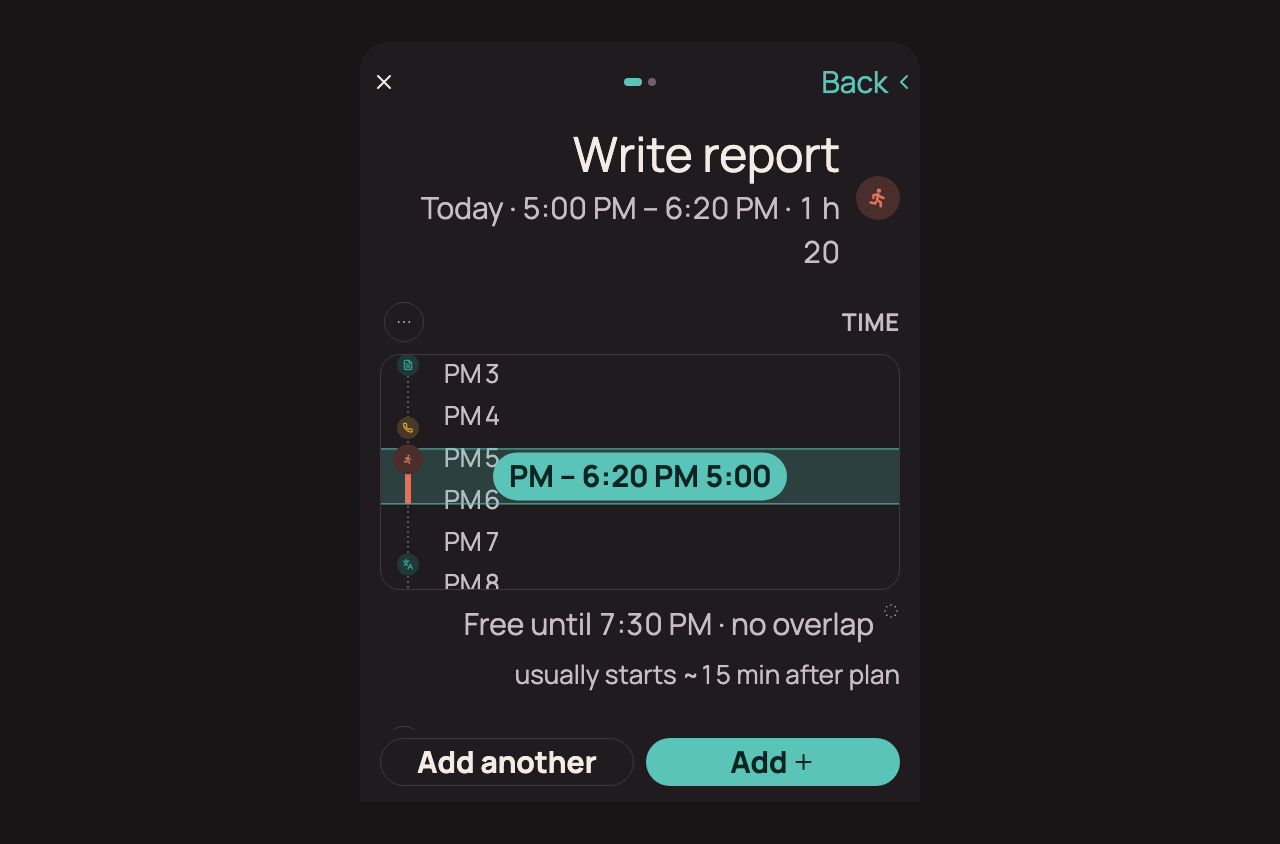 Back
Write report
Today · 5:00 PM – 6:20 PM · 1 h
20
TIME
PM 3
PM 4
PM 5
PM – 6:20 PM 5:00
PM 6
PM 7
PM 8
Free until 7:30 PM · no overlap
usually starts ~15 min after plan
Add another
Add +